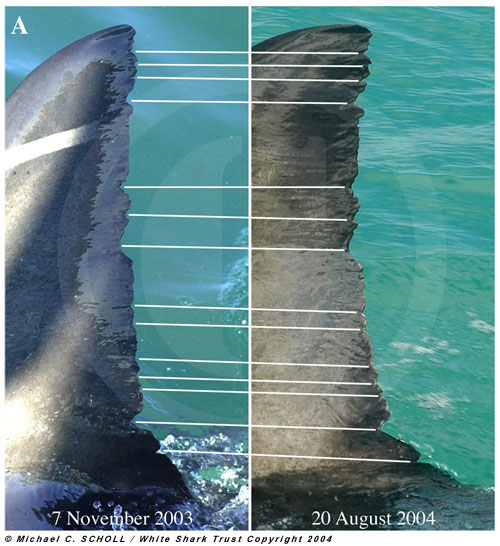 A
7 November 2003
20 August 2004
© Michael C. SCHOLL / White Shark Trust Copyright 2004